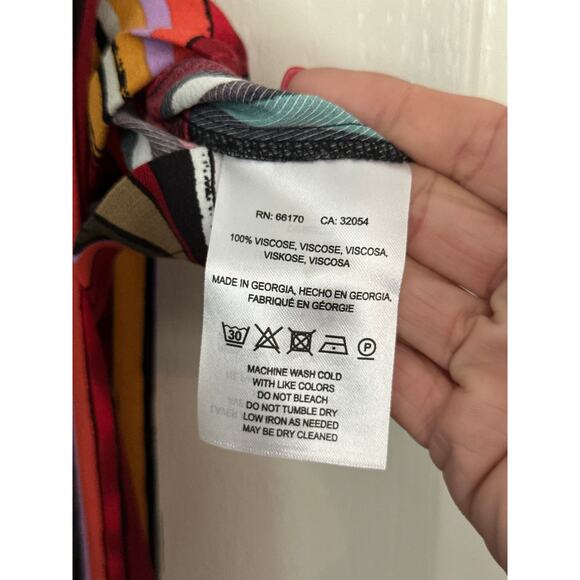 RN: 66170 CA: 32054
100% VISCOSE, VISCOSE, VISCOSA,
VISKOSE, VISCOSA
MADE IN GEORGIA, HECHO EN GEORGIA,
FABRIQUÉ EN GÉORGIE
30 P
MACHINE WASH COLD
WITH LIKE COLORS
DO NOT BLEACH
DO NOT TUMBLE DRY
LOW IRON AS NEEDED
MAY BE DRY CLEANED